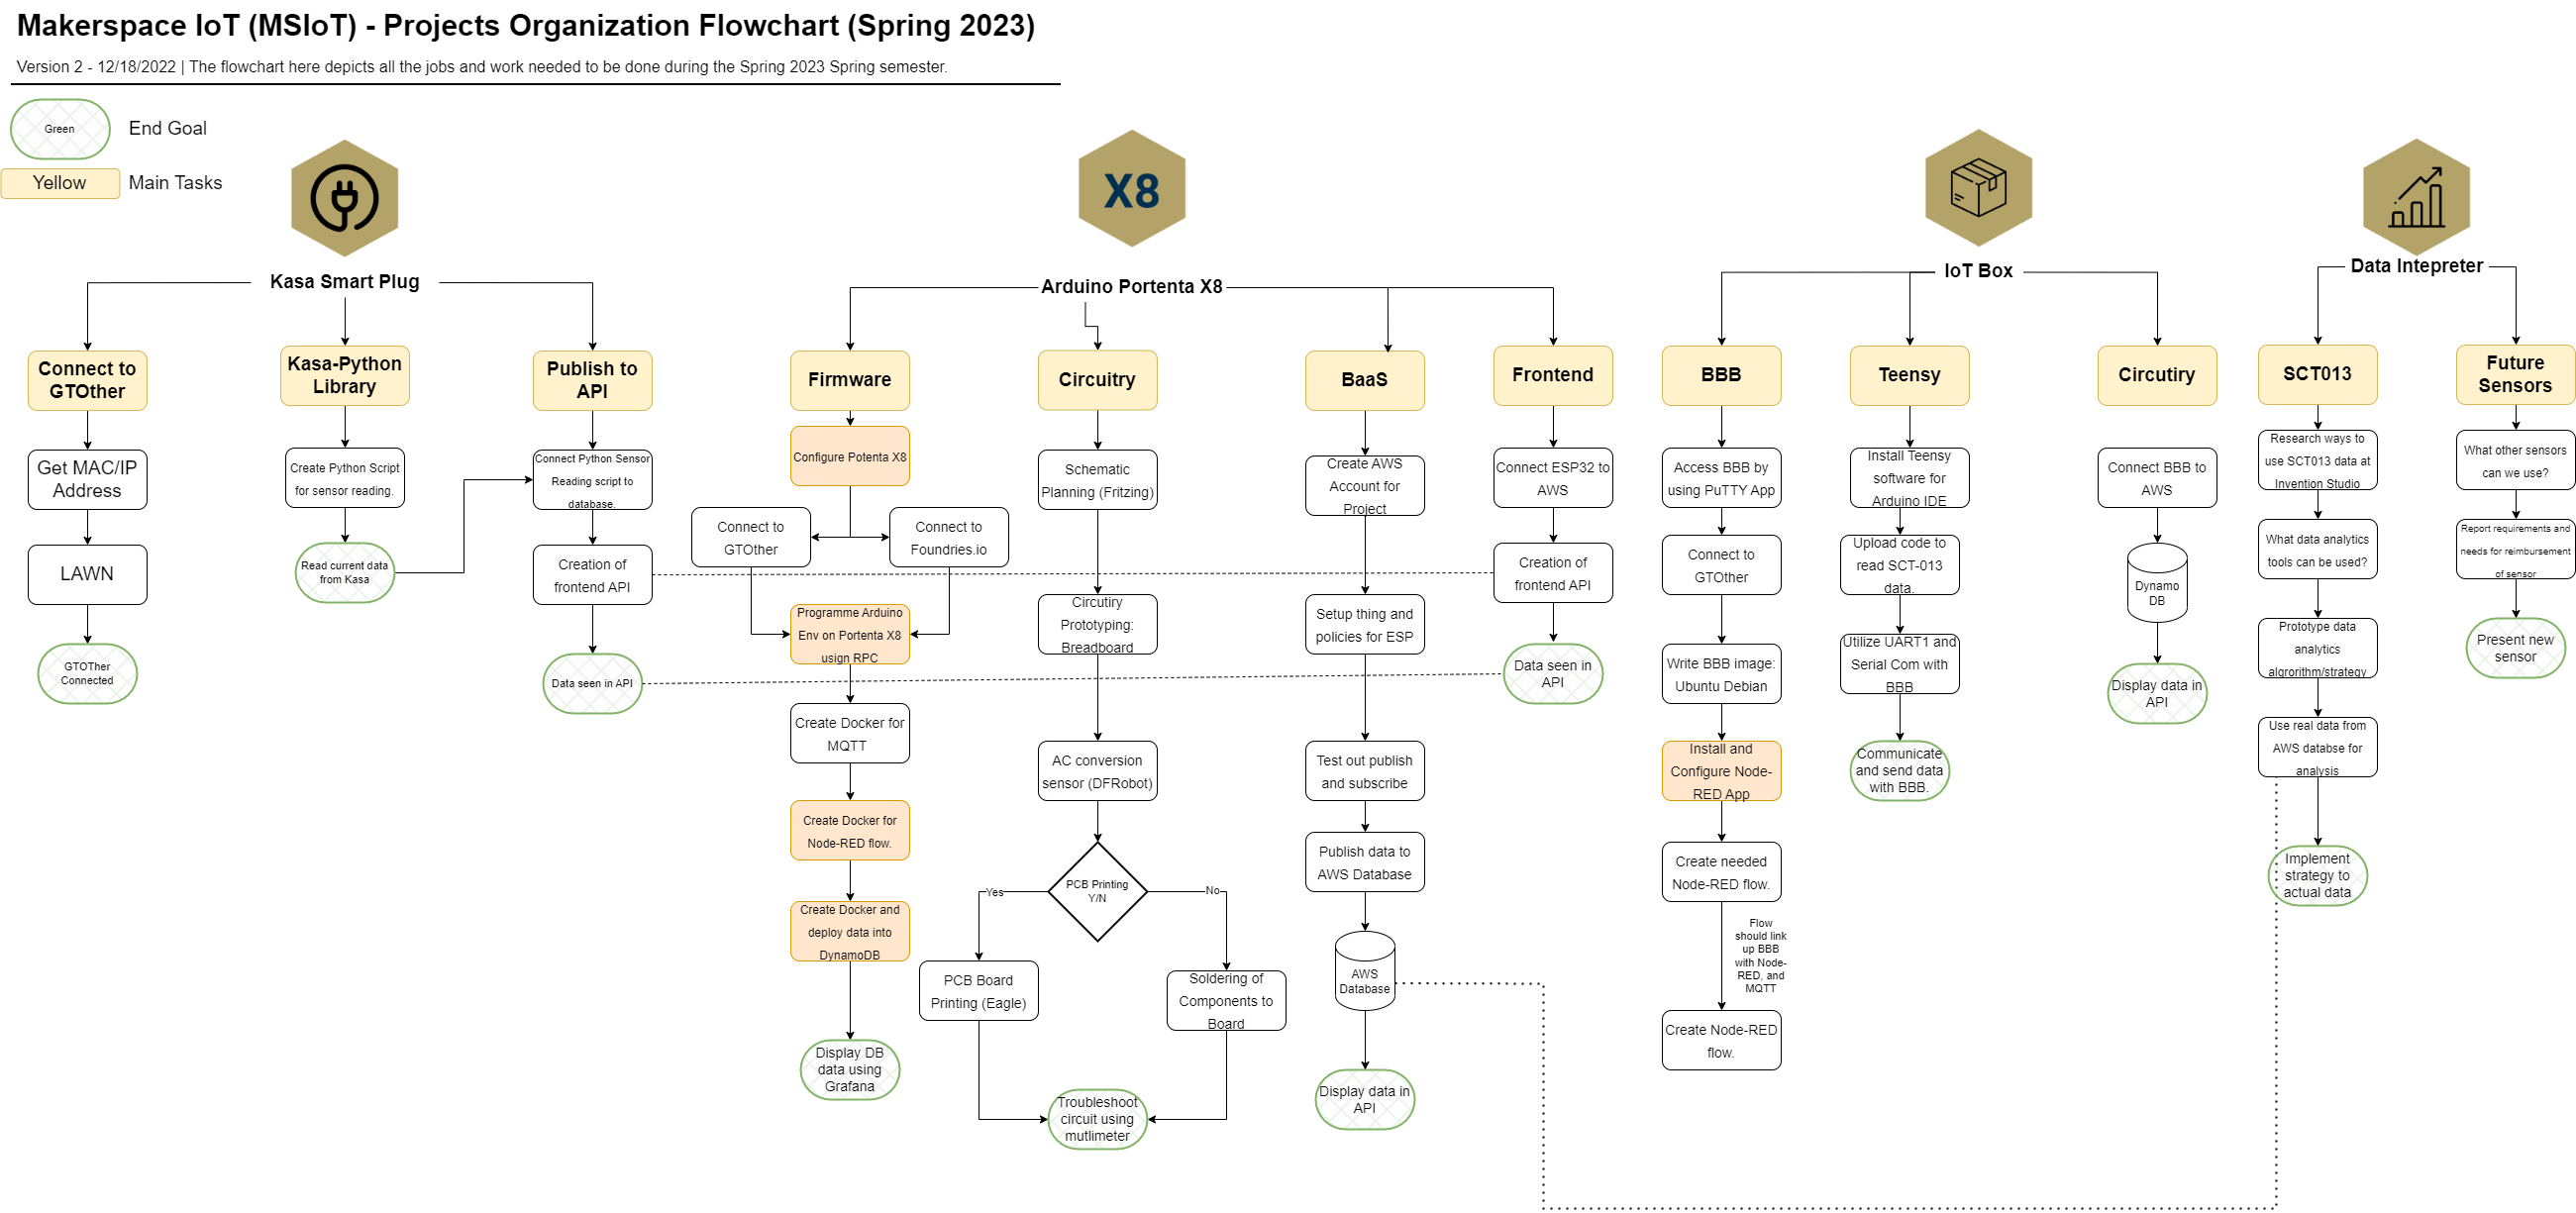 Makerspace IoT (MSIoT) - Projects Organization Flowchart (Spring 2023)
Version 2 - 12/18/2022 | The flowchart here depicts all the jobs and work needed to be done during the Spring 2023 Spring semester.
Green
End Goal
Yellow
Main Tasks
Kasa Smart Plug
Connect to
GTOther
Get MAC/IP
Address
LAWN
GTOTher
Connected
Kasa-Python
Library
Create Python Script
for sensor reading.
Read current data
from Kasa
Publish to
API
Connect Python Sensor
Reading script to
database.
Creation of
frontend API
Data seen in API
X8
Arduino Portenta X8
Firmware
Configure Potenta X8
Connect to
GTOther
Connect to
Foundries.io
Programme Arduino
Env on Portenta X8
usign RPC
Create Docker for
MQTT
Create Docker for
Node-RED flow.
Create Docker and
deploy data into
DynamoDB
Display DB
data using
Grafana
Circuitry
Schematic
Planning (Fritzing)
Circutiry
Prototyping:
Breadboard
AC conversion
sensor (DFRobot)
PCB Printing
Y/N
Yes
No
PCB Board
Printing (Eagle)
Soldering of
Components to
Board
Troubleshoot
circuit using
mutlimeter
BaaS
Create AWS
Account for
Project
Setup thing and
policies for ESP
Test out publish
and subscribe
Publish data to
AWS Database
AWS
Database
Display data in
API
Frontend
Connect ESP32 to
AWS
Creation of
frontend API
Data seen in
API
IoT Box
BBB
Access BBB by
using PuTTY App
Connect to
GTOther
Write BBB image:
Ubuntu Debian
Install and
Configure Node-
RED App
Create needed
Node-RED flow.
Flow
should link
up BBB
with Node-
RED, and
MQTT
Create Node-RED
flow.
Teensy
Install Teensy
software for
Arduino IDE
Upload code to
read SCT-013
data.
Utilize UART1 and
Serial Com with
BBB
Communicate
and send data
with BBB.
Circutiry
Connect BBB to
AWS
Dynamo
DB
Display data in
API
Data Intepreter
SCT013
Research ways to
use SCT013 data at
Invention Studio
What data analytics
tools can be used?
Prototype data
analytics
algrorithm/strategy
Use real data from
AWS databse for
analysis
Implement
strategy to
actual data
Future
Sensors
What other sensors
can we use?
Report requirements and
needs for reimbursement
of sensor
Present new
sensor